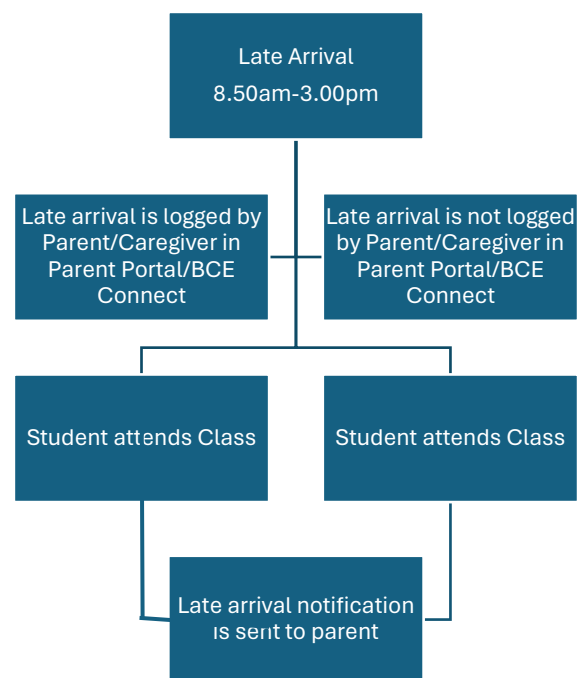 Late Arrival
8.50am-3.00pm
Late arrival is logged by
Parent/Caregiver in
Parent Portal/BCE
Connect
Late arrival is not logged
by Parent/Caregiver in
Parent Portal/BCE
Connect
Student attends Class
Student attends Class
Late arrival notification
is sent to parent